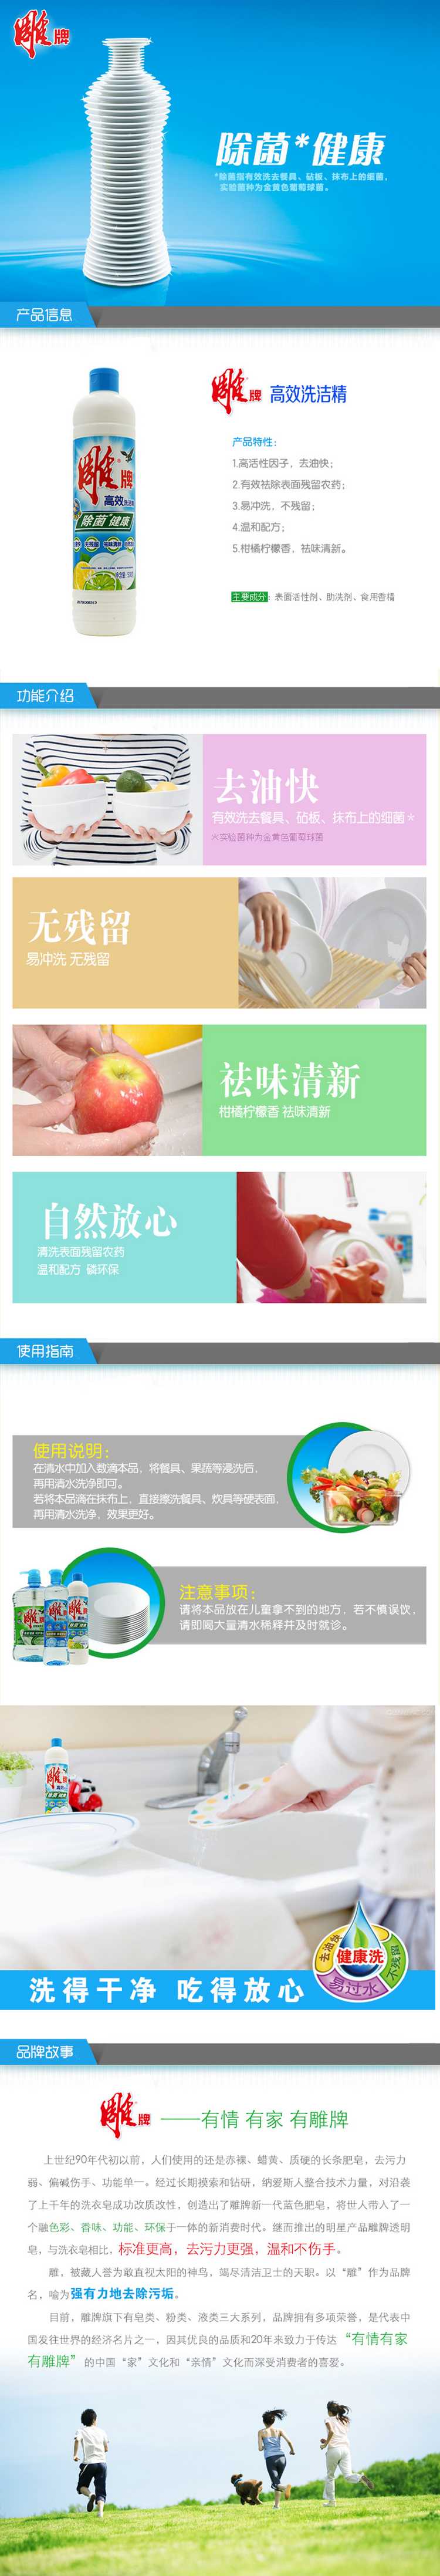 雕牌
除菌*健康
*除菌指有效洗去餐具、砧板、抹布上的细菌，
实验菌种为金黄色葡萄球菌。
产品信息
雕牌 高效洗洁精
产品特性：
1.高活性因子，去油快；
2.有效祛除表面残留农药；
3.易冲洗，不残留；
4.温和配方；
5.柑橘柠檬香，祛味清新。
主要成分：表面活性剂、助洗剂、食用香精
雕牌
高效洗洁精
除菌*健康
功能介绍
去油快
有效洗去餐具、砧板、抹布上的细菌*
*实验菌种为金黄色葡萄球菌
无残留
易冲洗 无残留
祛味清新
柑橘柠檬香 祛味清新
自然放心
清洗表面残留农药
温和配方 磷环保
使用指南
使用说明：
在清水中加入数滴本品，将餐具、果蔬等浸洗后，
再用清水洗净即可。
若将本品滴在抹布上，直接擦洗餐具、炊具等硬表面，
再用清水洗净，效果更好。
注意事项：
请将本品放在儿童拿不到的地方，若不慎误饮，
请即喝大量清水稀释并及时就诊。
去油快
健康洗
不残留
易过水
洗得干净 吃得放心
品牌故事
雕牌 ——有情 有家 有雕牌
上世纪90年代初以前，人们使用的还是赤裸、蜡黄、质硬的长条肥皂，去污力
弱、偏碱伤手、功能单一。经过长期摸索和钻研，纳爱斯人整合技术力量，对沿袭
了上千年的洗衣皂成功改质改性，创造出了雕牌新一代蓝色肥皂，将世人带入了一
个融色彩、香味、功能、环保于一体的新消费时代。继而推出的明星产品雕牌透明
皂，与洗衣皂相比，标准更高，去污力更强，温和不伤手。
雕，被藏人誉为敢直视太阳的神鸟，竭尽清洁卫士的天职。以“雕”作为品牌
名，喻为强有力地去除污垢。
目前，雕牌旗下有皂类、粉类、液类三大系列，品牌拥有多项荣誉，是代表中
国发往世界的经济名片之一，因其优良的品质和20年来致力于传达“有情有家
有雕牌”的中国“家”文化和“亲情”文化而深受消费者的喜爱。